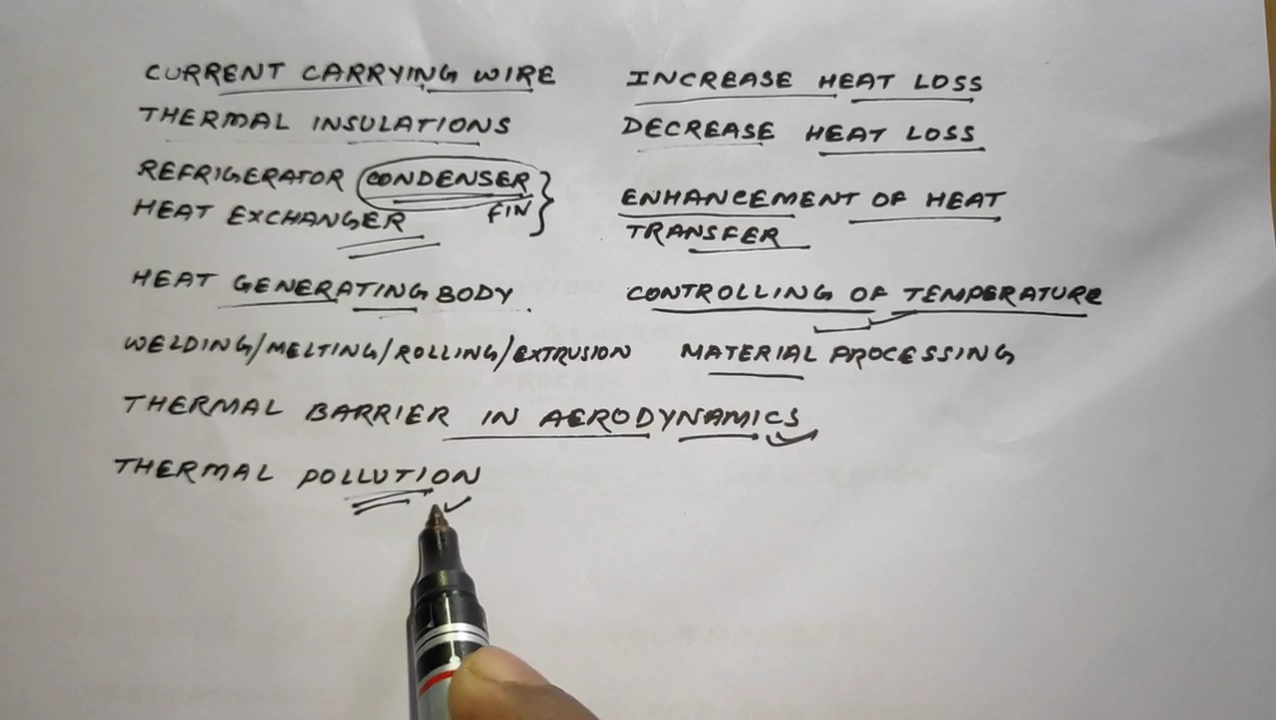 CURRENT CARRYING WIRE INCREASE HEAT LOSS
THERMAL INSULATIONS DECREASE HEAT LOSS
REFRIGERATOR CONDENSER
HEAT EXCHANGER FIN
ENHANCEMENT OF HEAT
TRANSFER
HEAT GENERATING BODY CONTROLLING OF TEMPERATURE
WELDING/MELTING/ROLLING/EXTRUSION MATERIAL PROCESSING
THERMAL BARRIER IN AERODYNAMICS
THERMAL POLLUTION